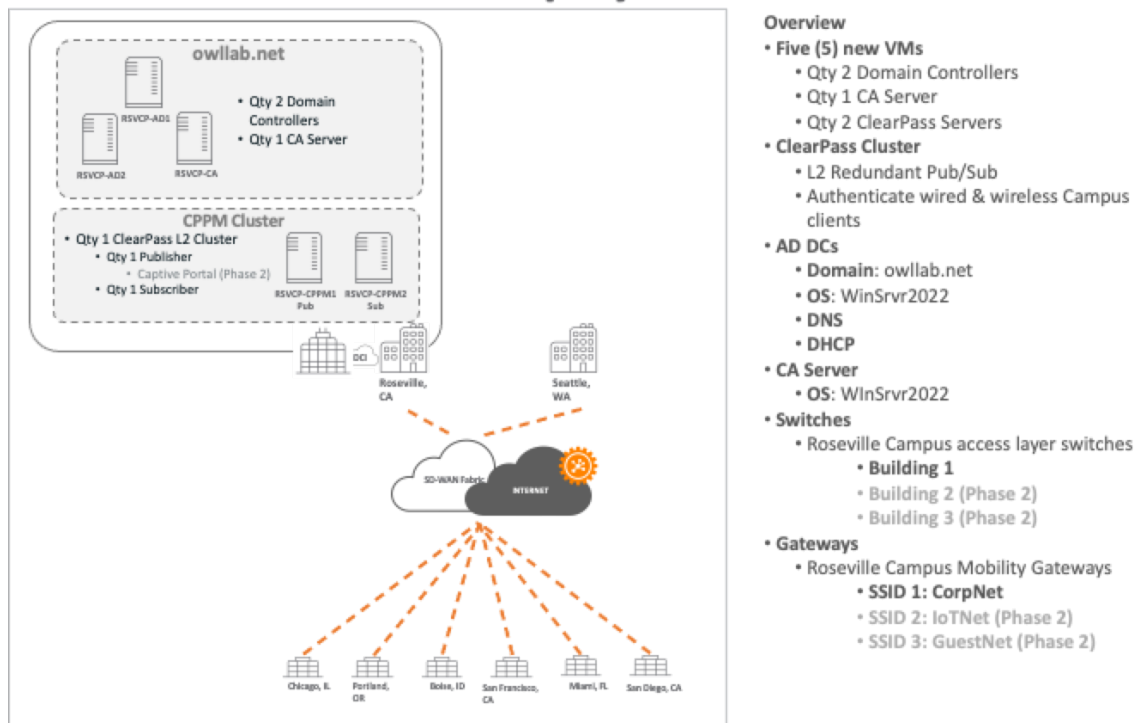 owllab.net
RSVCP-AD1
• Qty 2 Domain
Controllers
• Qty 1 CA Server
RSVCP-AD2
RSVCP-CA
CPPM Cluster
• Qty 1 ClearPass L2 Cluster
• Qty 1 Publisher
• Captive Portal (Phase 2)
• Qty 1 Subscriber
RSVCP-CPPM1
Pub
RSVCP-CPPM2
Sub
DCI
Roseville,
CA
Seattle,
WA
SD-WAN Fabric
INTERNET
Chicago, IL
Portland,
OR
Boise, ID
San Francisco,
CA
Miami, FL
San Diego, CA
Overview
• Five (5) new VMs
• Qty 2 Domain Controllers
• Qty 1 CA Server
• Qty 2 ClearPass Servers
• ClearPass Cluster
• L2 Redundant Pub/Sub
• Authenticate wired & wireless Campus
clients
• AD DCs
• Domain: owllab.net
• OS: WinSrvr2022
• DNS
• DHCP
• CA Server
• OS: WInSrvr2022
• Switches
• Roseville Campus access layer switches
• Building 1
• Building 2 (Phase 2)
• Building 3 (Phase 2)
• Gateways
• Roseville Campus Mobility Gateways
• SSID 1: CorpNet
• SSID 2: IoTNet (Phase 2)
• SSID 3: GuestNet (Phase 2)